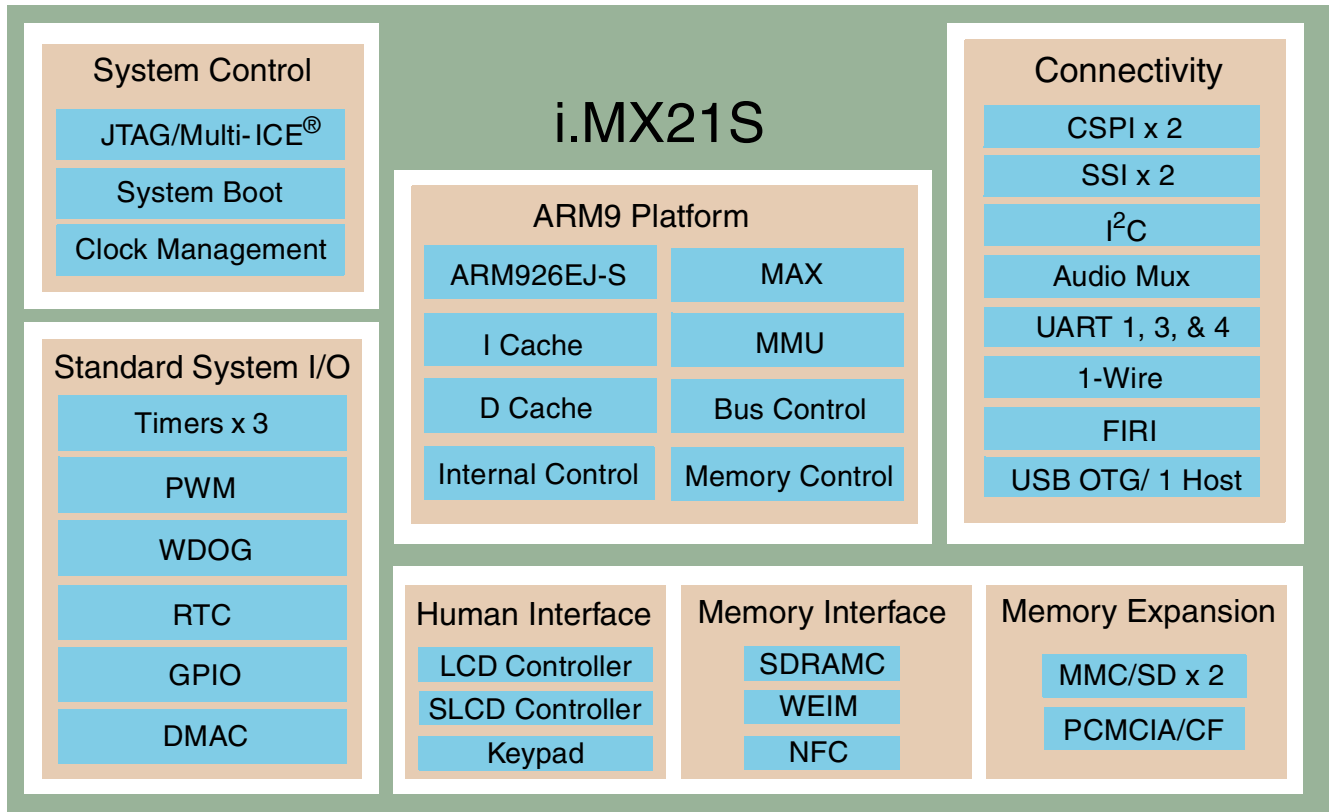 System Control
JTAG/Multi-ICE®
System Boot
Clock Management
i.MX21S
Connectivity
CSPI x 2
SSI x 2
I²C
Audio Mux
UART 1, 3, & 4
1-Wire
FIRI
USB OTG/ 1 Host
ARM9 Platform
ARM926EJ-S
MAX
I Cache
MMU
D Cache
Bus Control
Internal Control
Memory Control
Standard System I/O
Timers x 3
PWM
WDOG
RTC
GPIO
DMAC
Human Interface
LCD Controller
SLCD Controller
Keypad
Memory Interface
SDRAMC
WEIM
NFC
Memory Expansion
MMC/SD x 2
PCMCIA/CF